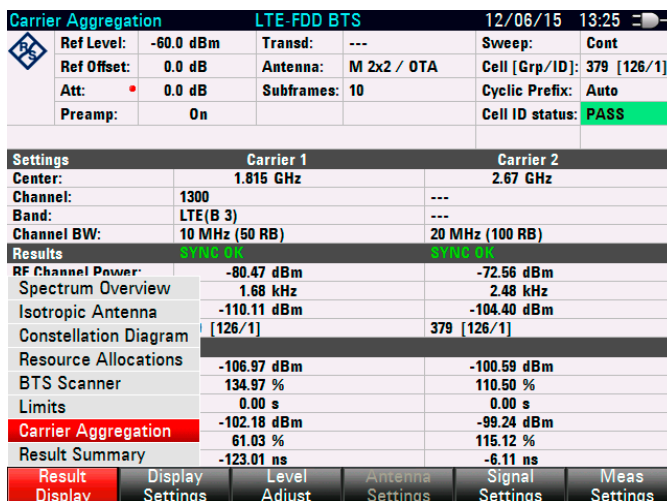 Carrier Aggregation LTE-FDD BTS 12/06/15 13:25
R&S Ref Level: -60.0 dBm Transd: --- Sweep: Cont
Ref Offset: 0.0 dB Antenna: M 2x2 / OTA Cell [Grp/ID]: 379 [126/1]
Att: 0.0 dB Subframes: 10 Cyclic Prefix: Auto
Preamp: On Cell ID status: PASS
Settings Carrier 1 Carrier 2
Center: 1.815 GHz 2.67 GHz
Channel: 1300 ---
Band: LTE(B 3) ---
Channel BW: 10 MHz (50 RB) 20 MHz (100 RB)
Results SYNC OK SYNC OK
RF Channel Power: -80.47 dBm -72.56 dBm
Spectrum Overview 1.68 kHz 2.48 kHz
Isotropic Antenna -110.11 dBm -104.40 dBm
Constellation Diagram [126/1] 379 [126/1]
Resource Allocations -106.97 dBm -100.59 dBm
BTS Scanner 134.97 % 110.50 %
Limits 0.00 s 0.00 s
Carrier Aggregation -102.18 dBm -99.24 dBm
61.03 % 115.12 %
Result Summary -123.01 ns -6.11 ns
Result Display Display Settings Level Adjust Antenna Settings Signal Settings Meas Settings